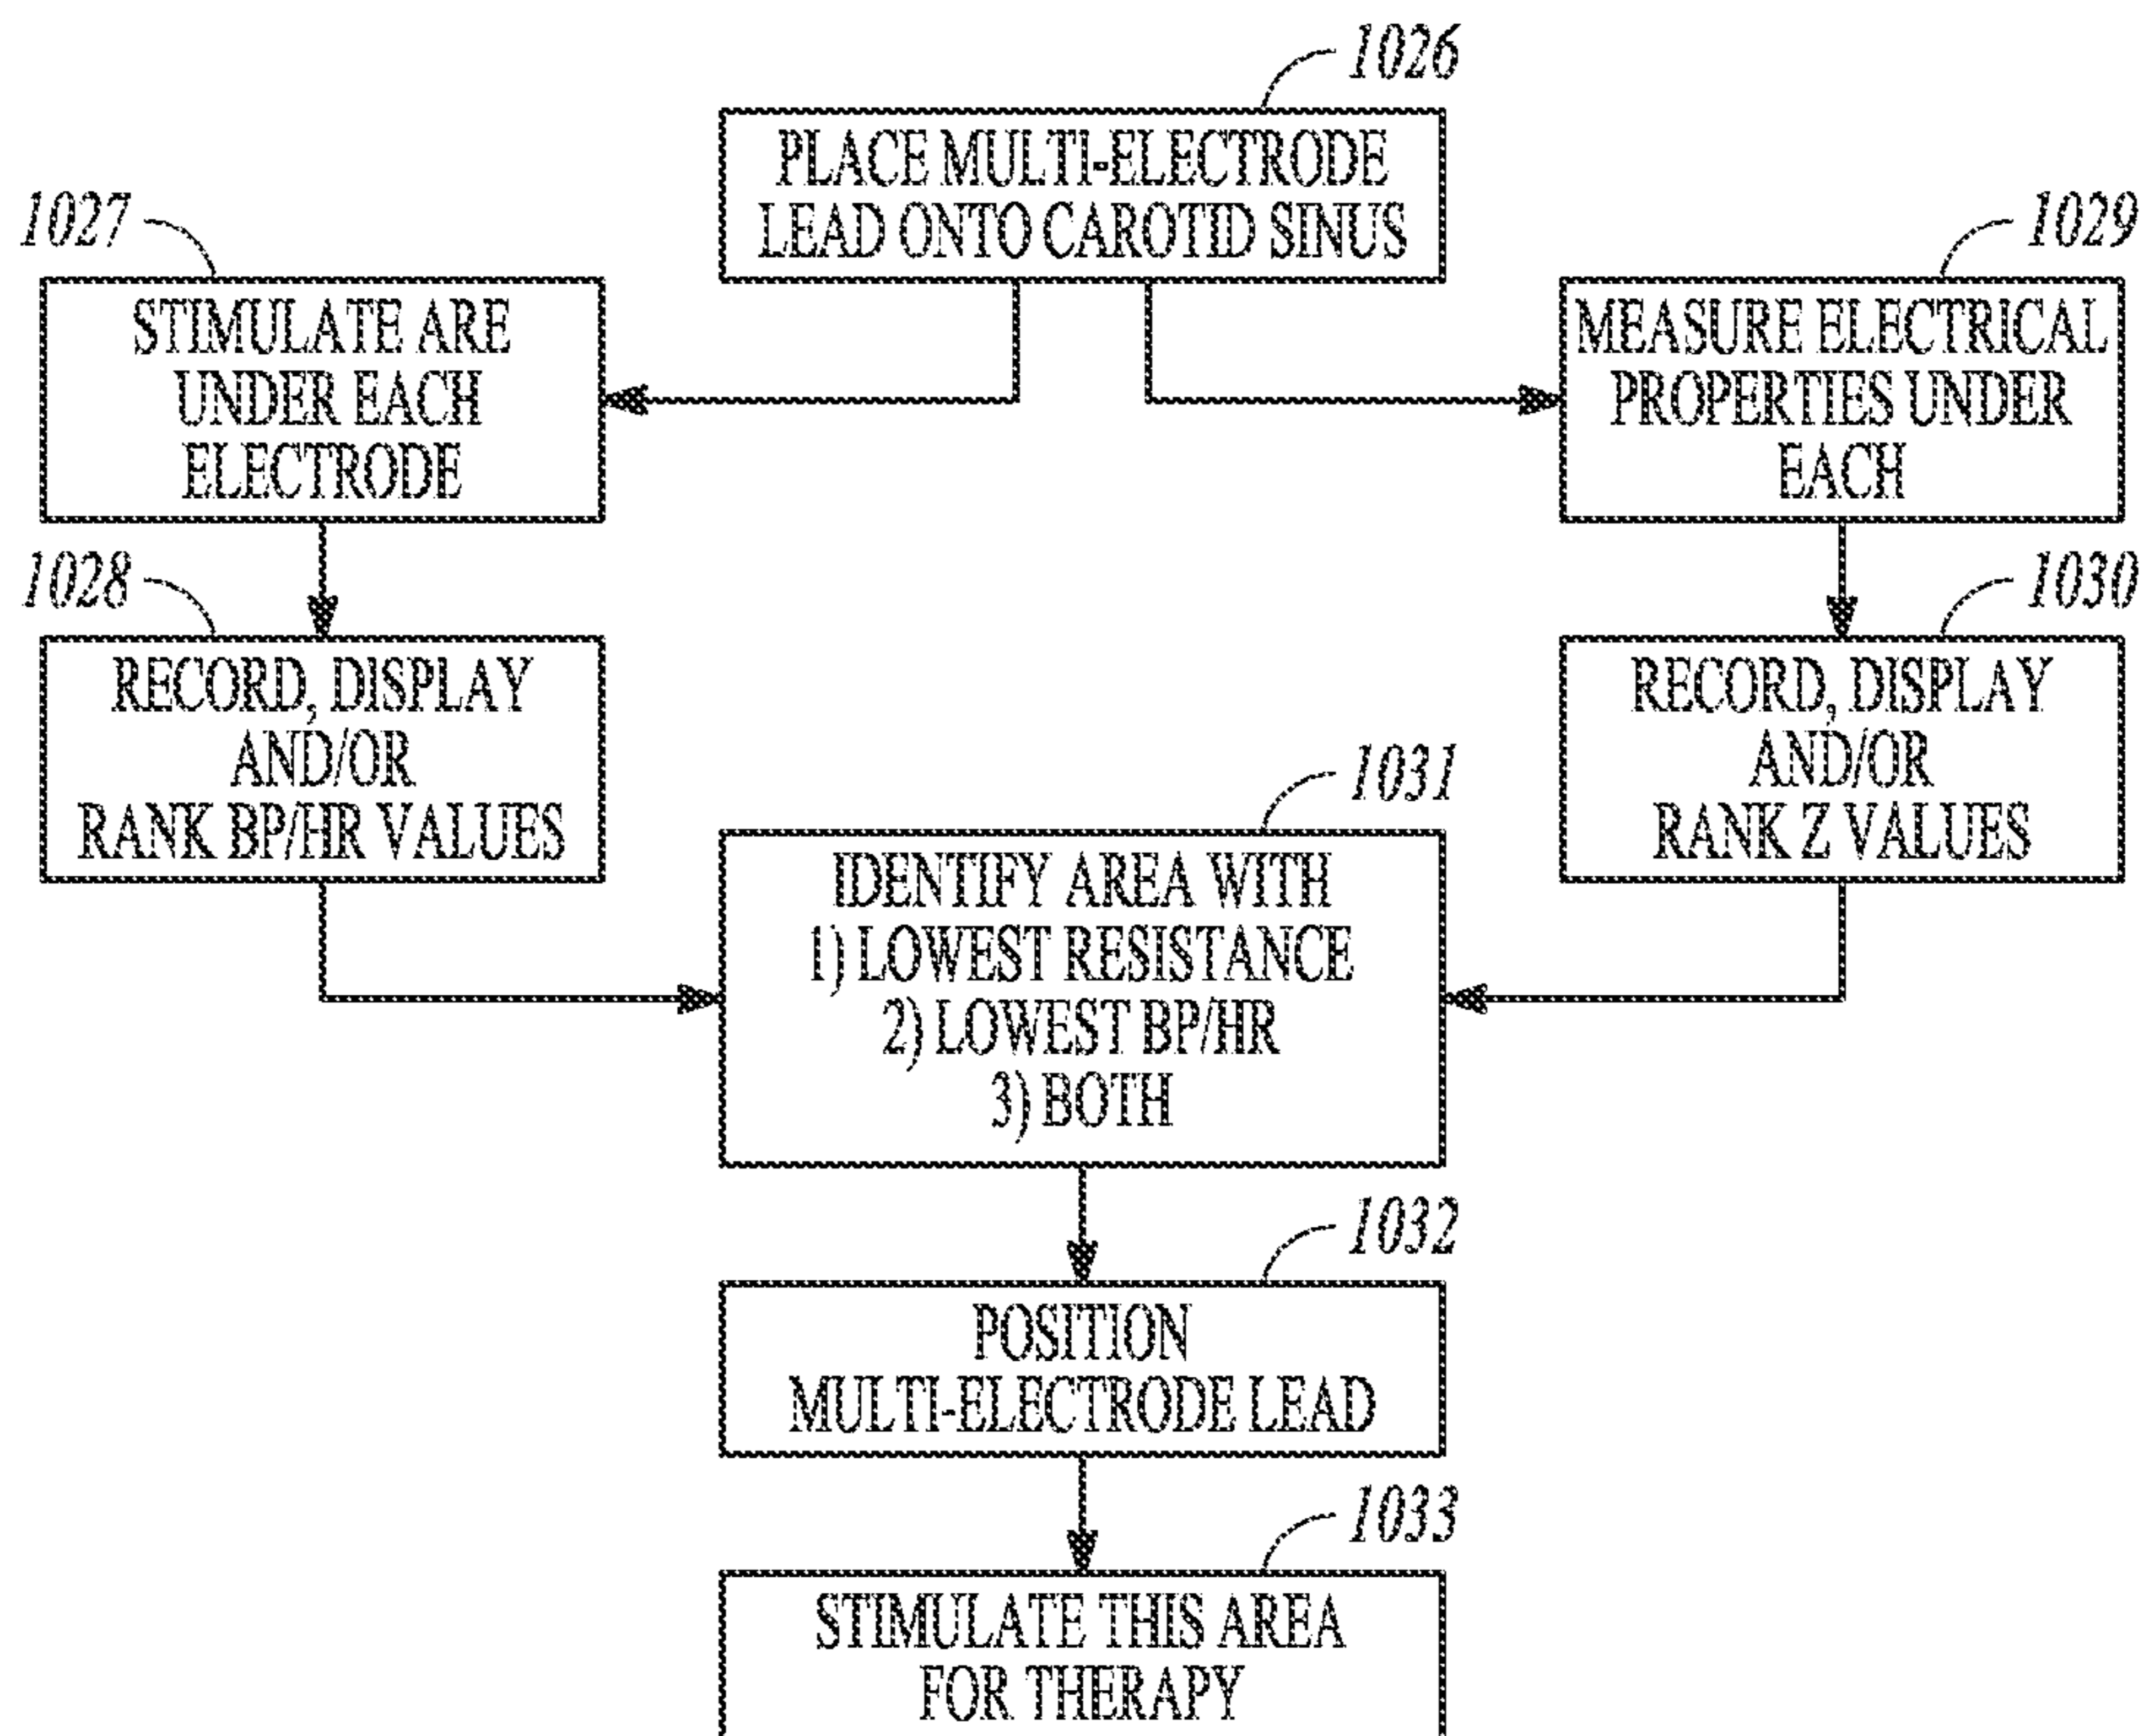 1026
PLACE MULTI-ELECTRODE
LEAD ONTO CAROTID SINUS
1027
STIMULATE ARE
UNDER EACH
ELECTRODE
1029
MEASURE ELECTRICAL
PROPERTIES UNDER
EACH
1028
RECORD, DISPLAY
AND/OR
RANK BP/HR VALUES
1030
RECORD, DISPLAY
AND/OR
RANK Z VALUES
1031
IDENTIFY AREA WITH
1) LOWEST RESISTANCE
2) LOWEST BP/HR
3) BOTH
1032
POSITION
MULTI-ELECTRODE LEAD
1033
STIMULATE THIS AREA
FOR THERAPY